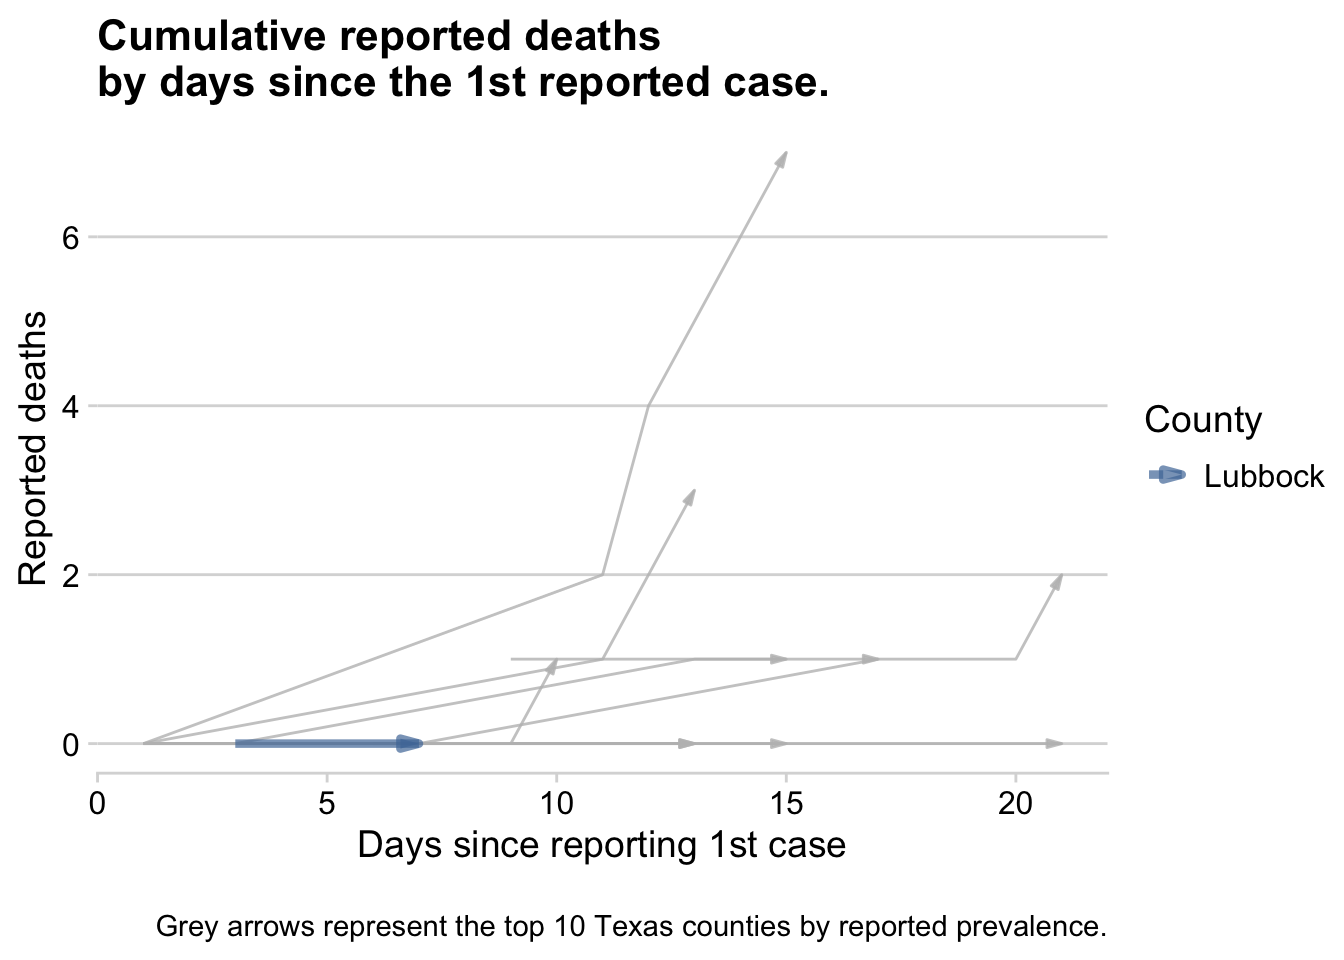 Cumulative reported deaths
by days since the 1st reported case.
6
4
2
0
Reported deaths
0 5 10 15 20
Days since reporting 1st case
County
Lubbock
Grey arrows represent the top 10 Texas counties by reported prevalence.